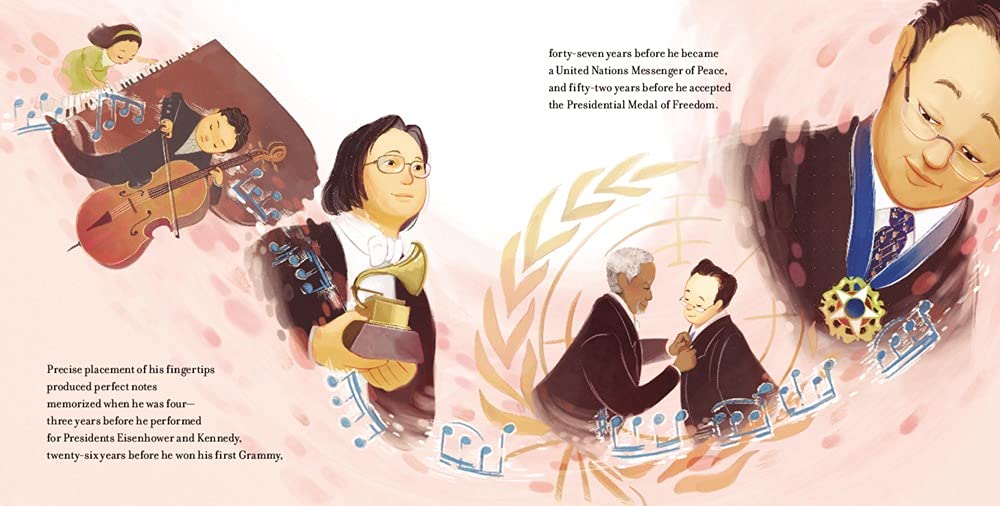 Precise placement of his fingertips
produced perfect notes
memorized when he was four—
three years before he performed
for Presidents Eisenhower and Kennedy,
twenty-six years before he won his first Grammy,
forty-seven years before he became
a United Nations Messenger of Peace,
and fifty-two years before he accepted
the Presidential Medal of Freedom.